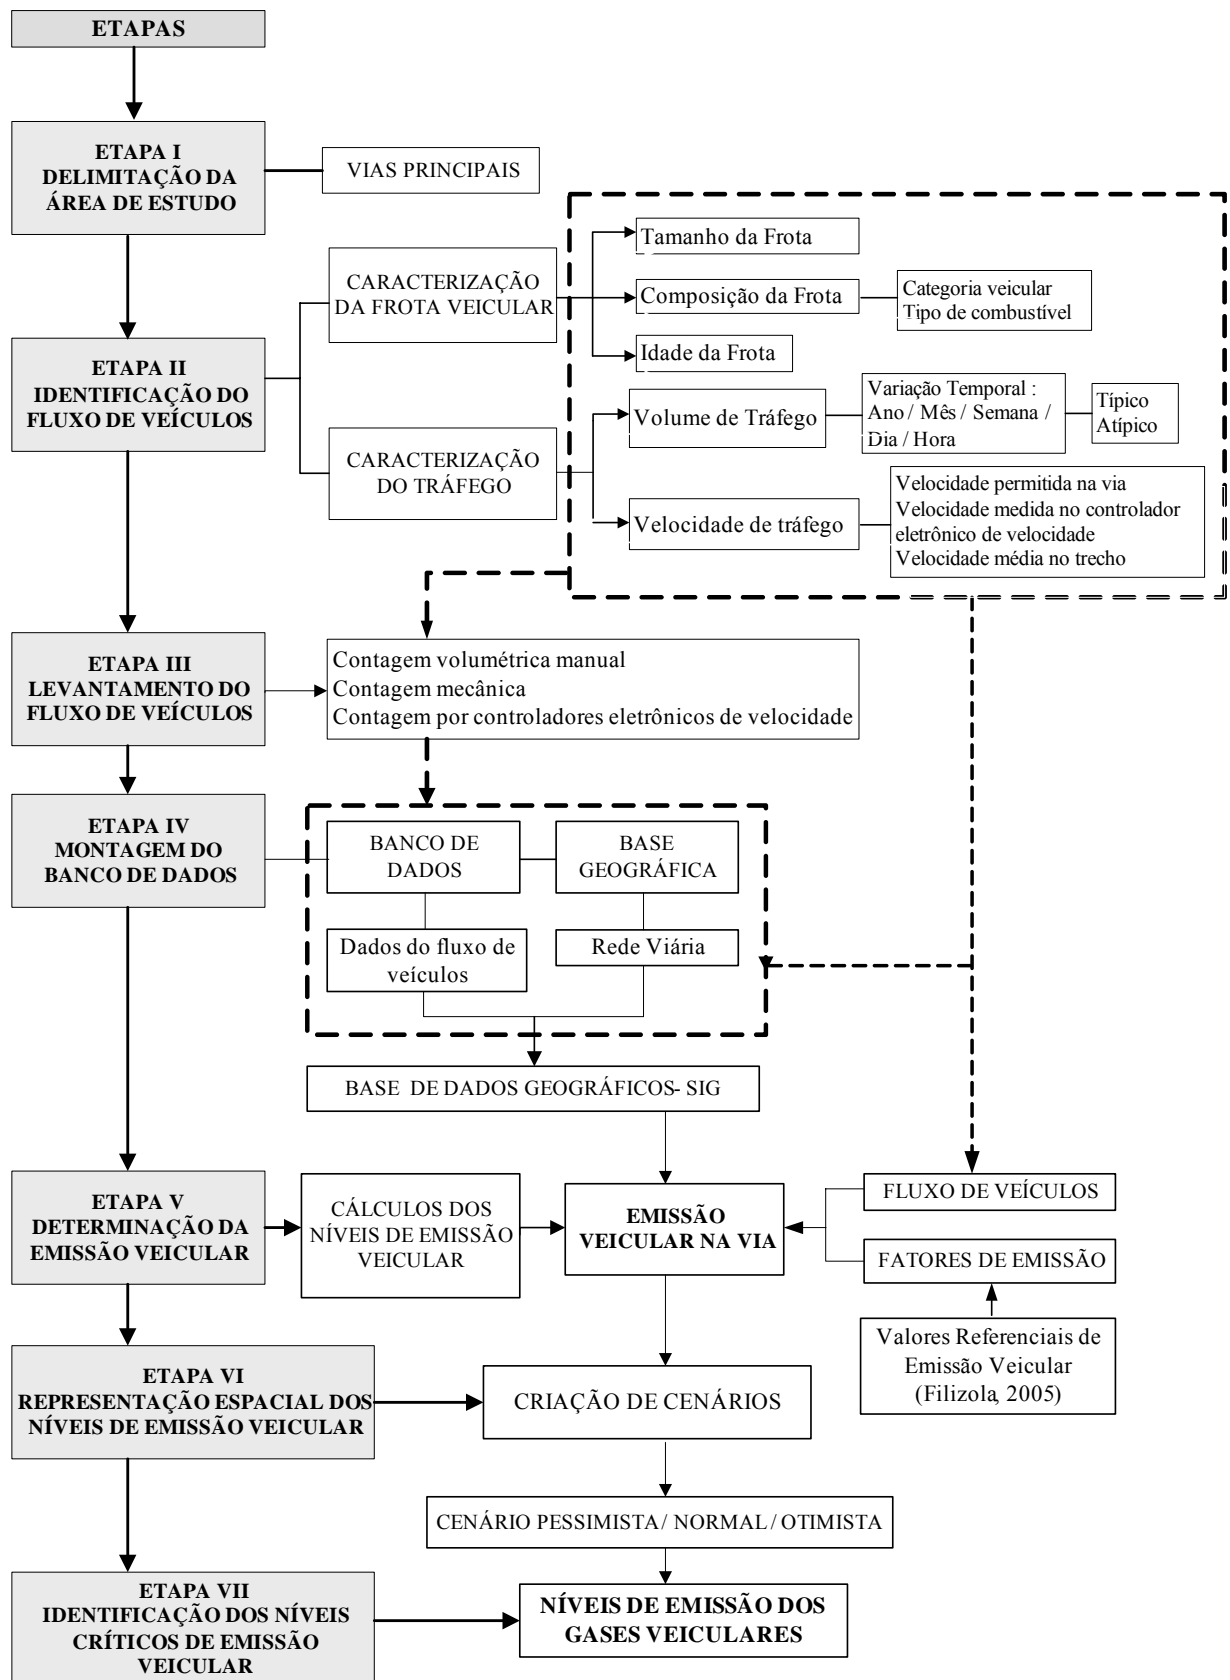 ETAPAS
ETAPA I
DELIMITAÇÃO DA
ÁREA DE ESTUDO
VIAS PRINCIPAIS
CARACTERIZAÇÃO
DA FROTA VEICULAR
Tamanho da Frota
Composição da Frota
Categoria veicular
Tipo de combustível
Idade da Frota
ETAPA II
IDENTIFICAÇÃO DO
FLUXO DE VEÍCULOS
CARACTERIZAÇÃO
DO TRÁFEGO
Volume de Tráfego
Variação Temporal :
Ano / Mês / Semana /
Dia / Hora
Típico
Atípico
Velocidade de tráfego
Velocidade permitida na via
Velocidade medida no controlador
eletrônico de velocidade
Velocidade média no trecho
ETAPA III
LEVANTAMENTO DO
FLUXO DE VEÍCULOS
Contagem volumétrica manual
Contagem mecânica
Contagem por controladores eletrônicos de velocidade
ETAPA IV
MONTAGEM DO
BANCO DE DADOS
BANCO DE
DADOS
BASE
GEOGRÁFICA
Dados do fluxo de
veículos
Rede Viária
BASE DE DADOS GEOGRÁFICOS- SIG
ETAPA V
DETERMINAÇÃO DA
EMISSÃO VEICULAR
CÁLCULOS DOS
NÍVEIS DE EMISSÃO
VEICULAR
EMISSÃO
VEICULAR NA VIA
FLUXO DE VEÍCULOS
FATORES DE EMISSÃO
Valores Referenciais de
Emissão Veicular
(Filizola, 2005)
ETAPA VI
REPRESENTAÇÃO ESPACIAL DOS
NÍVEIS DE EMISSÃO VEICULAR
CRIAÇÃO DE CENÁRIOS
CENÁRIO PESSIMISTA / NORMAL / OTIMISTA
ETAPA VII
IDENTIFICAÇÃO DOS NÍVEIS
CRÍTICOS DE EMISSÃO
VEICULAR
NÍVEIS DE EMISSÃO DOS
GASES VEICULARES